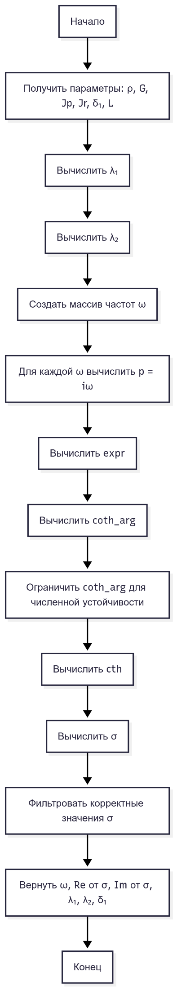 Начало
Получить параметры: ρ, G,
Jp, Jr, δ₁, L
Вычислить λ₁
Вычислить λ₂
Создать массив частот ω
Для каждой ω вычислить p =
iω
Вычислить expr
Вычислить coth_arg
Ограничить coth_arg для
численной устойчивости
Вычислить cth
Вычислить σ
Фильтровать корректные
значения σ
Вернуть ω, Re от σ, Im от σ,
λ₁, λ₂, δ₁
Конец